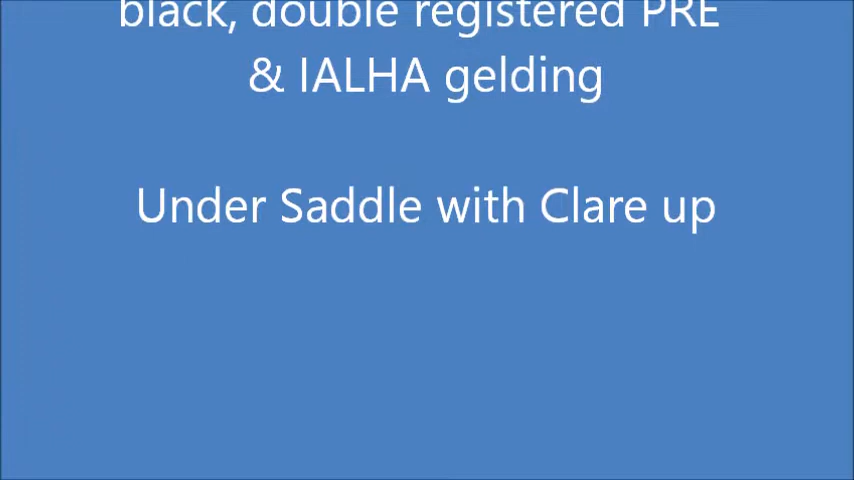 black, double registered PRE
& IALHA gelding
Under Saddle with Clare up